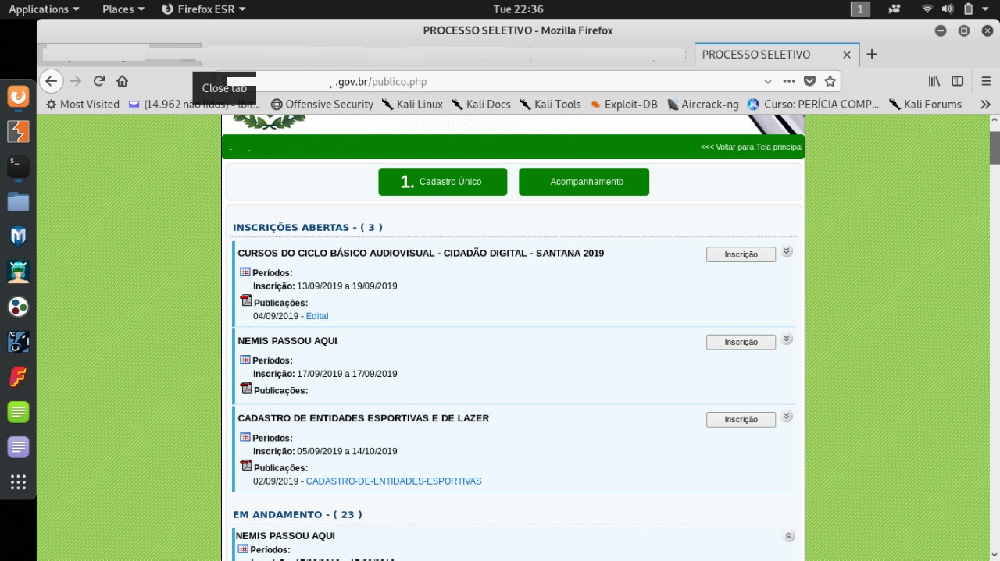 Applications Places Firefox ESR Tue 22:36 1
PROCESSO SELETIVO - Mozilla Firefox
PROCESSO SELETIVO
.gov.br/publico.php
Close tab
Most Visited (14.962 não lidos) - Offensive Security Kali Linux Kali Docs Kali Tools Exploit-DB Aircrack-ng Curso: PERÍCIA COMP... Kali Forums
... <<< Voltar para Tela principal
1. Cadastro Único Acompanhamento
INSCRIÇÕES ABERTAS - ( 3 )
CURSOS DO CICLO BÁSICO AUDIOVISUAL - CIDADÃO DIGITAL - SANTANA 2019 Inscrição
Períodos:
Inscrição: 13/09/2019 a 19/09/2019
Publicações:
04/09/2019 - Edital
NEMIS PASSOU AQUI Inscrição
Períodos:
Inscrição: 17/09/2019 a 17/09/2019
Publicações:
CADASTRO DE ENTIDADES ESPORTIVAS E DE LAZER Inscrição
Períodos:
Inscrição: 05/09/2019 a 14/10/2019
Publicações:
02/09/2019 - CADASTRO-DE-ENTIDADES-ESPORTIVAS
EM ANDAMENTO - ( 23 )
NEMIS PASSOU AQUI
Períodos: